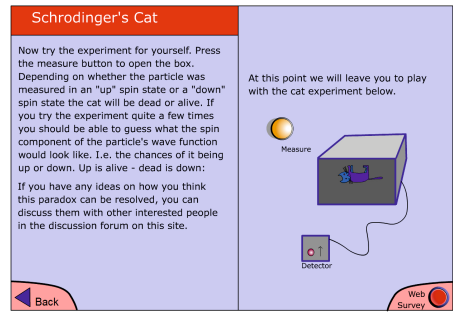 Schrodinger's Cat
Now try the experiment for yourself. Press
the measure button to open the box.
Depending on whether the particle was
measured in an "up" spin state or a "down"
spin state the cat will be dead or alive. If
you try the experiment quite a few times
you should be able to guess what the spin
component of the particle's wave function
would look like. I.e. the chances of it being
up or down. Up is alive - dead is down:
If you have any ideas on how you think
this paradox can be resolved, you can
discuss them with other interested people
in the discussion forum on this site.
Back
At this point we will leave you to play
with the cat experiment below.
Measure
Detector
Web
Survey